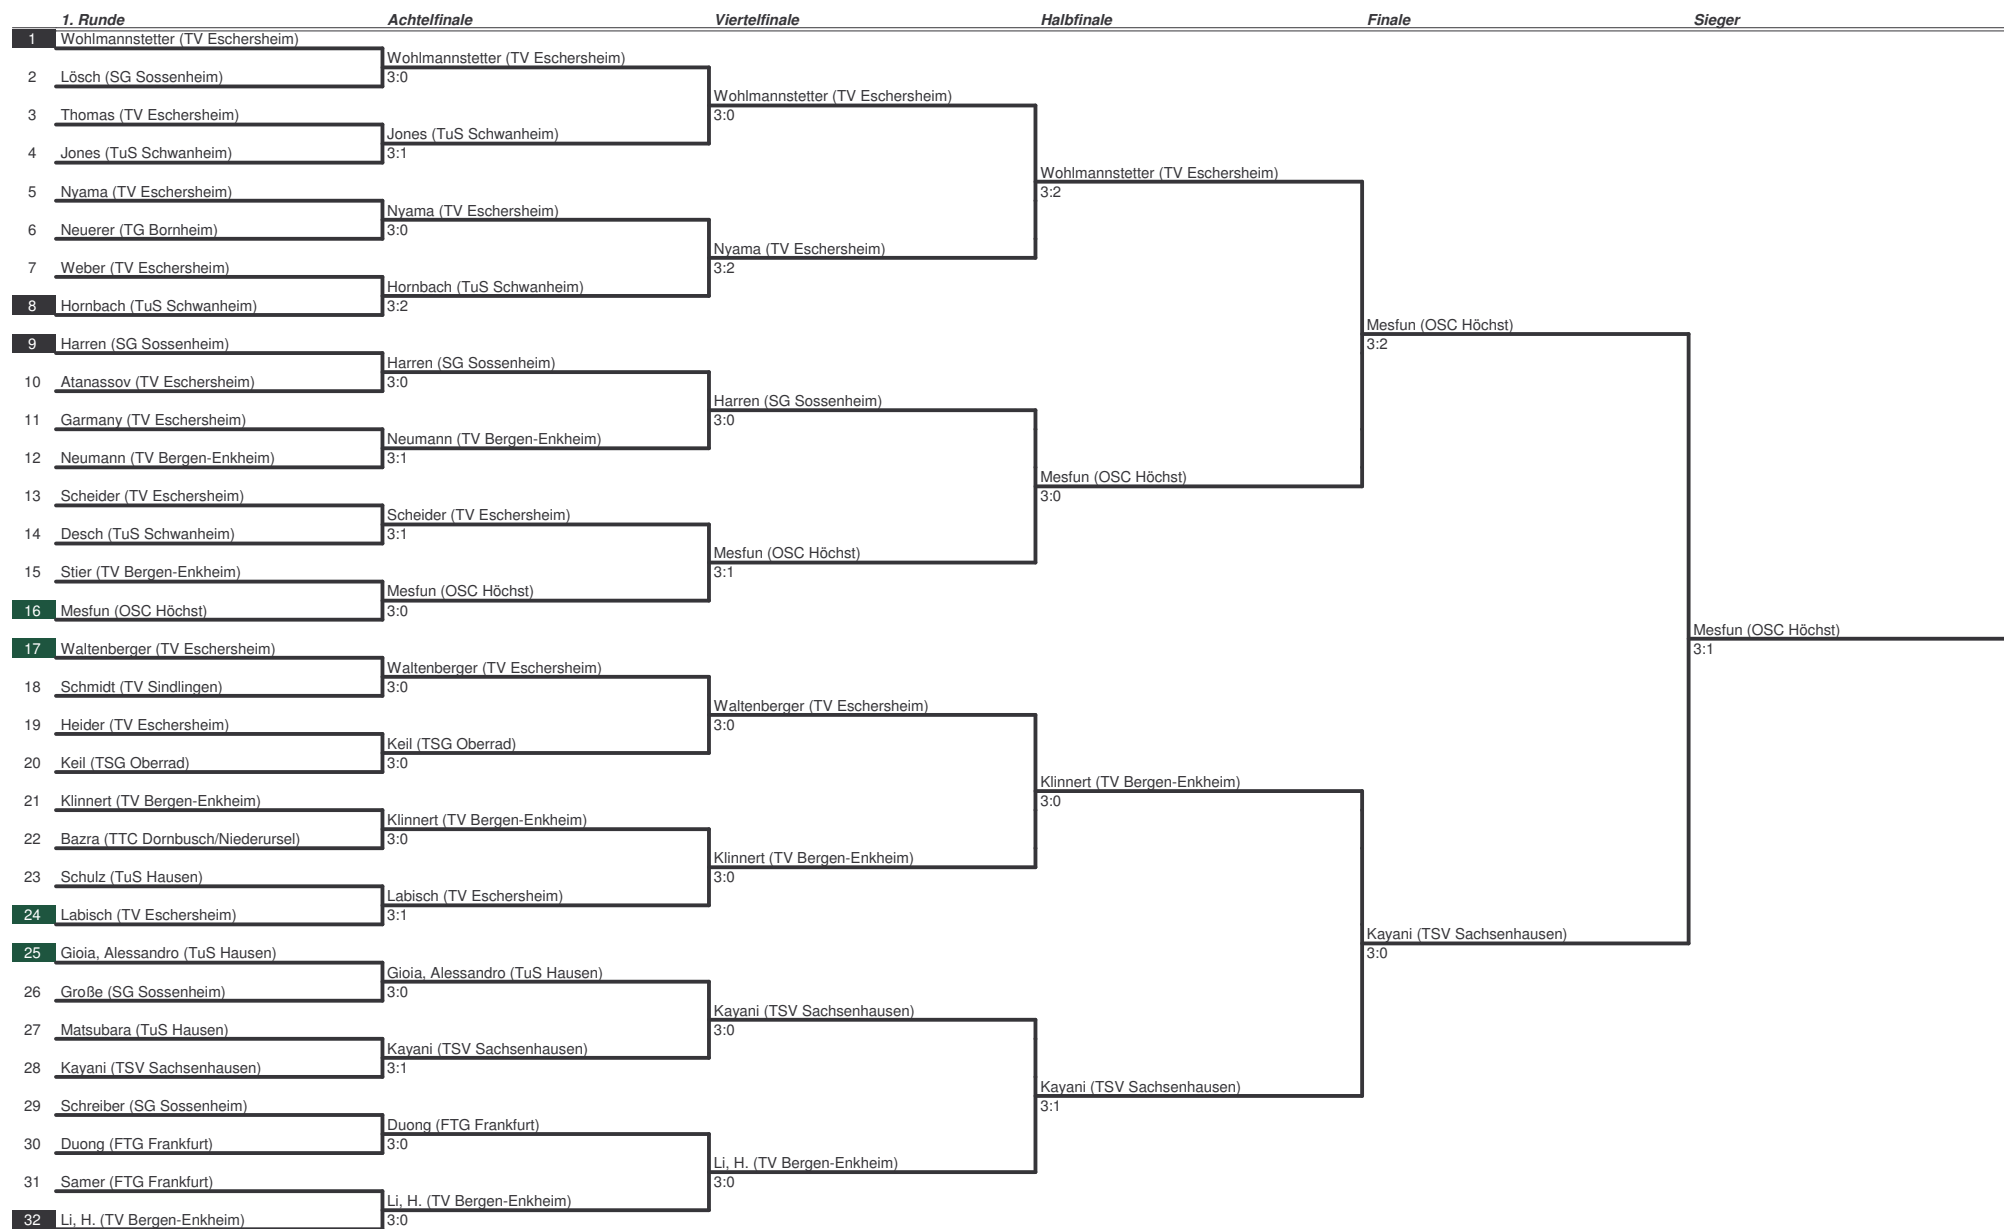 1. Runde Achtelfinale Viertelfinale Halbfinale Finale Sieger
1 Wohlmannstetter (TV Eschersheim)
Wohlmannstetter (TV Eschersheim)
2 Lösch (SG Sossenheim) 3:0
Wohlmannstetter (TV Eschersheim)
3 Thomas (TV Eschersheim) 3:0
Jones (TuS Schwanheim)
4 Jones (TuS Schwanheim) 3:1
Wohlmannstetter (TV Eschersheim)
5 Nyama (TV Eschersheim) 3:2
Nyama (TV Eschersheim)
6 Neuerer (TG Bornheim) 3:0
Nyama (TV Eschersheim)
7 Weber (TV Eschersheim) 3:2
Hornbach (TuS Schwanheim)
8 Hornbach (TuS Schwanheim) 3:2
Mesfun (OSC Höchst)
9 Harren (SG Sossenheim) 3:2
Harren (SG Sossenheim)
10 Atanassov (TV Eschersheim) 3:0
Harren (SG Sossenheim)
11 Garmany (TV Eschersheim) 3:0
Neumann (TV Bergen-Enkheim)
12 Neumann (TV Bergen-Enkheim) 3:1
Mesfun (OSC Höchst)
13 Scheider (TV Eschersheim) 3:0
Scheider (TV Eschersheim)
14 Desch (TuS Schwanheim) 3:1
Mesfun (OSC Höchst)
15 Stier (TV Bergen-Enkheim) 3:1
Mesfun (OSC Höchst)
16 Mesfun (OSC Höchst) 3:0
Mesfun (OSC Höchst)
17 Waltenberger (TV Eschersheim) 3:1
Waltenberger (TV Eschersheim)
18 Schmidt (TV Sindlingen) 3:0
Waltenberger (TV Eschersheim)
19 Heider (TV Eschersheim) 3:0
Keil (TSG Oberrad)
20 Keil (TSG Oberrad) 3:0
Klinnert (TV Bergen-Enkheim)
21 Klinnert (TV Bergen-Enkheim) 3:0
Klinnert (TV Bergen-Enkheim)
22 Bazra (TTC Dornbusch/Niederursel) 3:0
Klinnert (TV Bergen-Enkheim)
23 Schulz (TuS Hausen) 3:0
Labisch (TV Eschersheim)
24 Labisch (TV Eschersheim) 3:1
Kayani (TSV Sachsenhausen)
25 Gioia, Alessandro (TuS Hausen) 3:0
Gioia, Alessandro (TuS Hausen)
26 Große (SG Sossenheim) 3:0
Kayani (TSV Sachsenhausen)
27 Matsubara (TuS Hausen) 3:0
Kayani (TSV Sachsenhausen)
28 Kayani (TSV Sachsenhausen) 3:1
Kayani (TSV Sachsenhausen)
29 Schreiber (SG Sossenheim) 3:1
Duong (FTG Frankfurt)
30 Duong (FTG Frankfurt) 3:0
Li, H. (TV Bergen-Enkheim)
31 Samer (FTG Frankfurt) 3:0
Li, H. (TV Bergen-Enkheim)
32 Li, H. (TV Bergen-Enkheim) 3:0